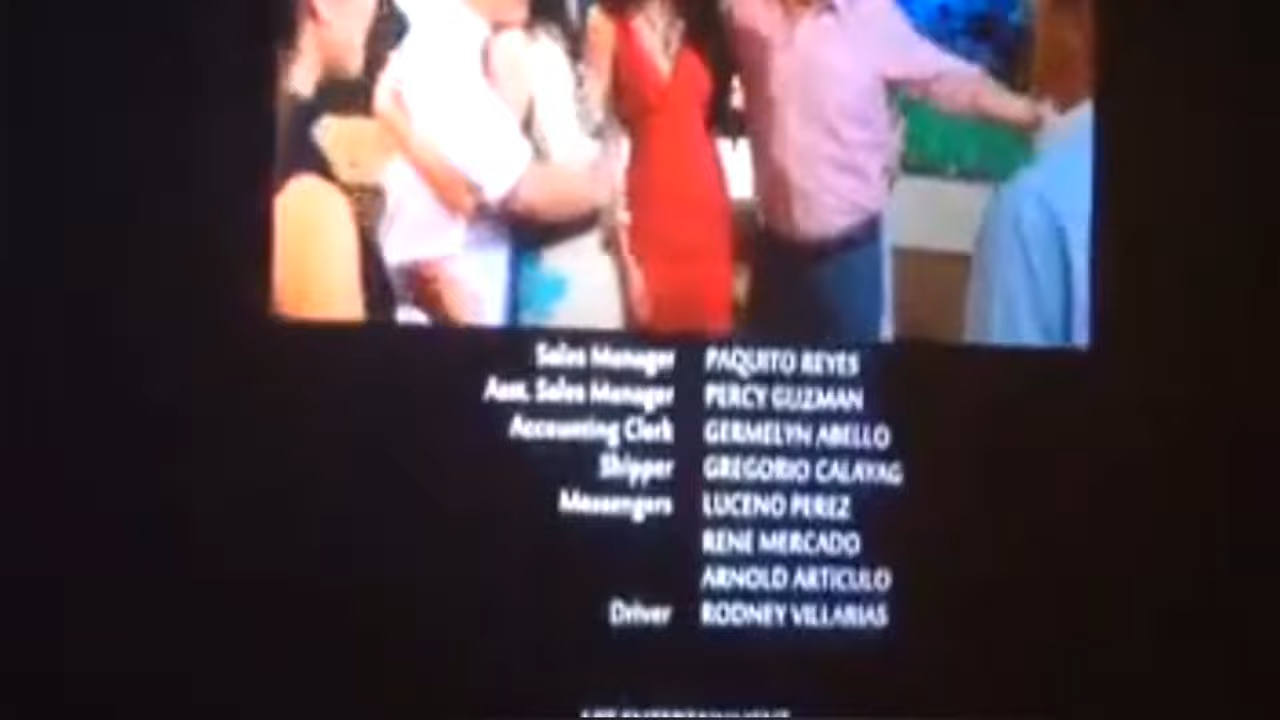 Sales Manager PAQUITO REYES
Asst. Sales Manager PERCY GUZMAN
Accounting Clerk GERMELYN ABELLO
Shipper GREGORIO CALAYAG
Messengers LUCENO PEREZ
RENE MERCADO
ARNOLD ARTICULO
Driver RODNEY VILLARIAS
ENTERTAINMENT